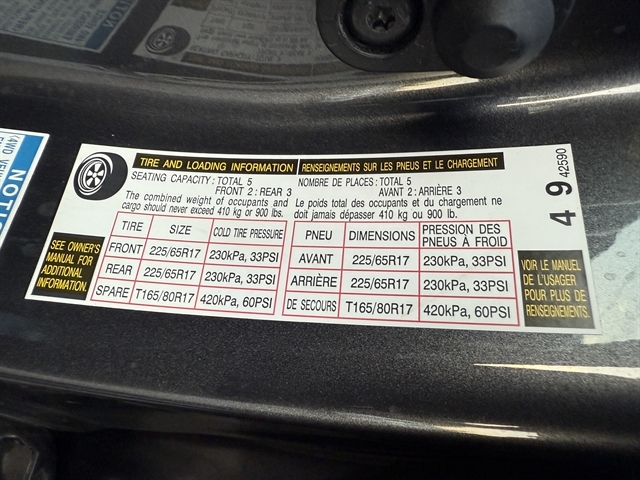 TIRE AND LOADING INFORMATION
RENSEIGNEMENTS SUR LES PNEUS ET LE CHARGEMENT
SEATING CAPACITY : TOTAL 5
FRONT 2 : REAR 3
The combined weight of occupants and
cargo should never exceed 410 kg or 900 lbs.
NOMBRE DE PLACES : TOTAL 5
AVANT 2 : ARRIÈRE 3
Le poids total des occupants et du chargement ne
doit jamais dépasser 410 kg ou 900 lb.
TIRE SIZE COLD TIRE PRESSURE
FRONT 225/65R17 230kPa, 33PSI
REAR 225/65R17 230kPa, 33PSI
SPARE T165/80R17 420kPa, 60PSI
PNEU DIMENSIONS PRESSION DES
PNEUS À FROID
AVANT 225/65R17 230kPa, 33PSI
ARRIÈRE 225/65R17 230kPa, 33PSI
DE SECOURS T165/80R17 420kPa, 60PSI
SEE OWNER'S
MANUAL FOR
ADDITIONAL
INFORMATION.
VOIR LE MANUEL
DE L'USAGER
POUR PLUS DE
RENSEIGNEMENTS.
49
42590